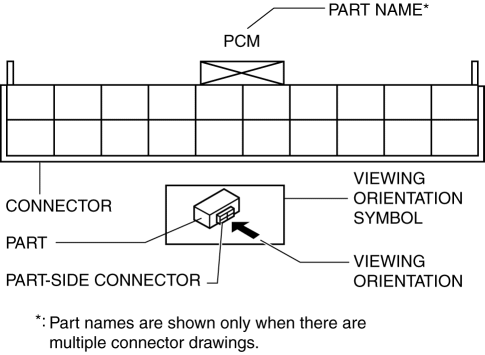 PART NAME*
PCM
CONNECTOR
VIEWING
ORIENTATION
SYMBOL
PART
PART-SIDE CONNECTOR
VIEWING
ORIENTATION
*: Part names are shown only when there are
multiple connector drawings.